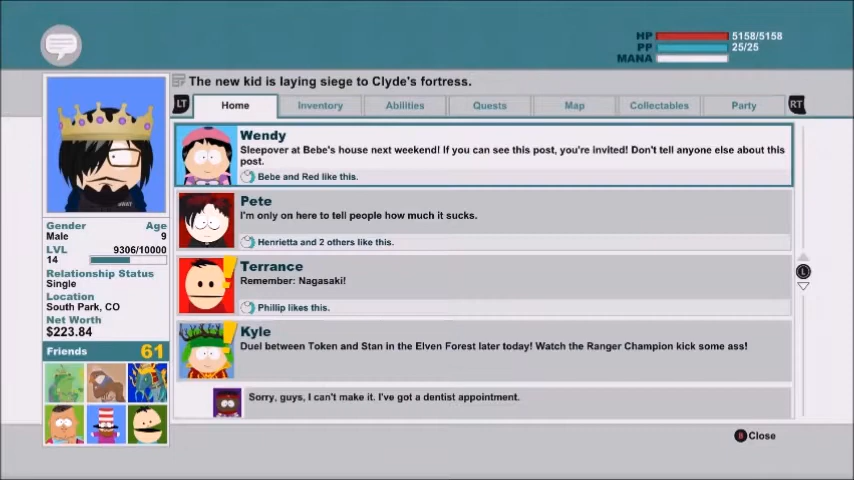 HP 5158/5158
PP 25/25
MANA
The new kid is laying siege to Clyde's fortress.
LT Home Inventory Abilities Quests Map Collectables Party RT
Wendy
Sleepover at Bebe's house next weekend! If you can see this post, you're invited! Don't tell anyone else about this
post.
Bebe and Red like this.
Pete
I'm only on here to tell people how much it sucks.
Henrietta and 2 others like this.
Terrance
Remember: Nagasaki!
Phillip likes this.
Kyle
Duel between Token and Stan in the Elven Forest later today! Watch the Ranger Champion kick some ass!
Sorry, guys, I can't make it. I've got a dentist appointment.
Gender Age
Male 9
LVL 9306/10000
14
Relationship Status
Single
Location
South Park, CO
Net Worth
$223.84
Friends 61
L
Close